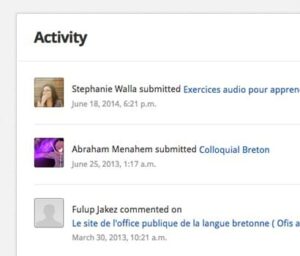 Activity
Stephanie Walla submitted Exercices audio pour appren
June 18, 2014, 6:21 p.m.
Abraham Menahem submitted Colloquial Breton
June 25, 2013, 1:17 a.m.
Fulup Jakez commented on
Le site de l'office publique de la langue bretonne ( Ofis a
March 30, 2013, 10:21 a.m.